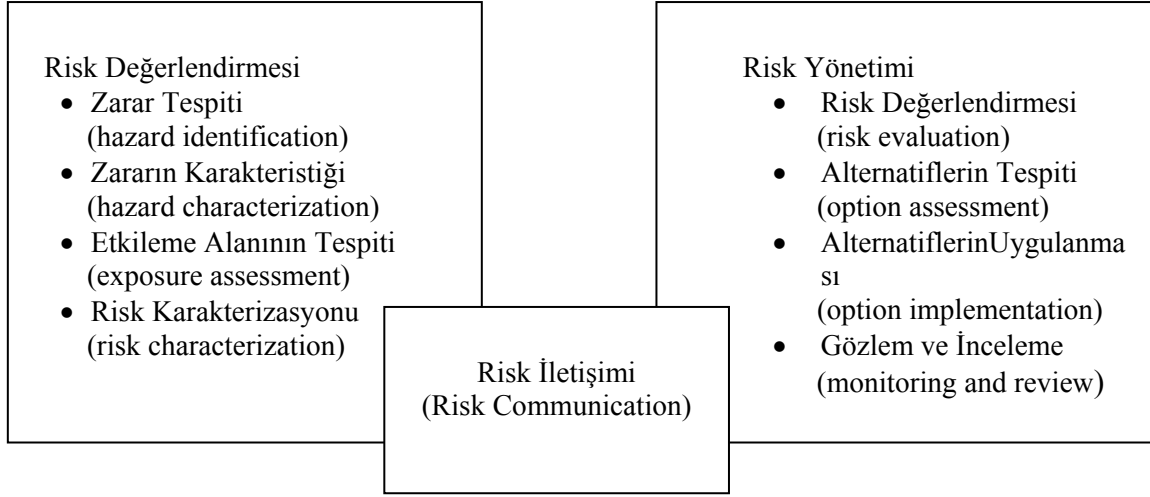 Risk Değerlendirmesi
• Zarar Tespiti
(hazard identification)
• Zararın Karakteristiği
(hazard characterization)
• Etkileme Alanının Tespiti
(exposure assessment)
• Risk Karakterizasyonu
(risk characterization)
Risk İletişimi
(Risk Communication)
Risk Yönetimi
• Risk Değerlendirmesi
(risk evaluation)
• Alternatiflerin Tespiti
(option assessment)
• AlternatiflerinUygulanma
sı
(option implementation)
• Gözlem ve İnceleme
(monitoring and review)